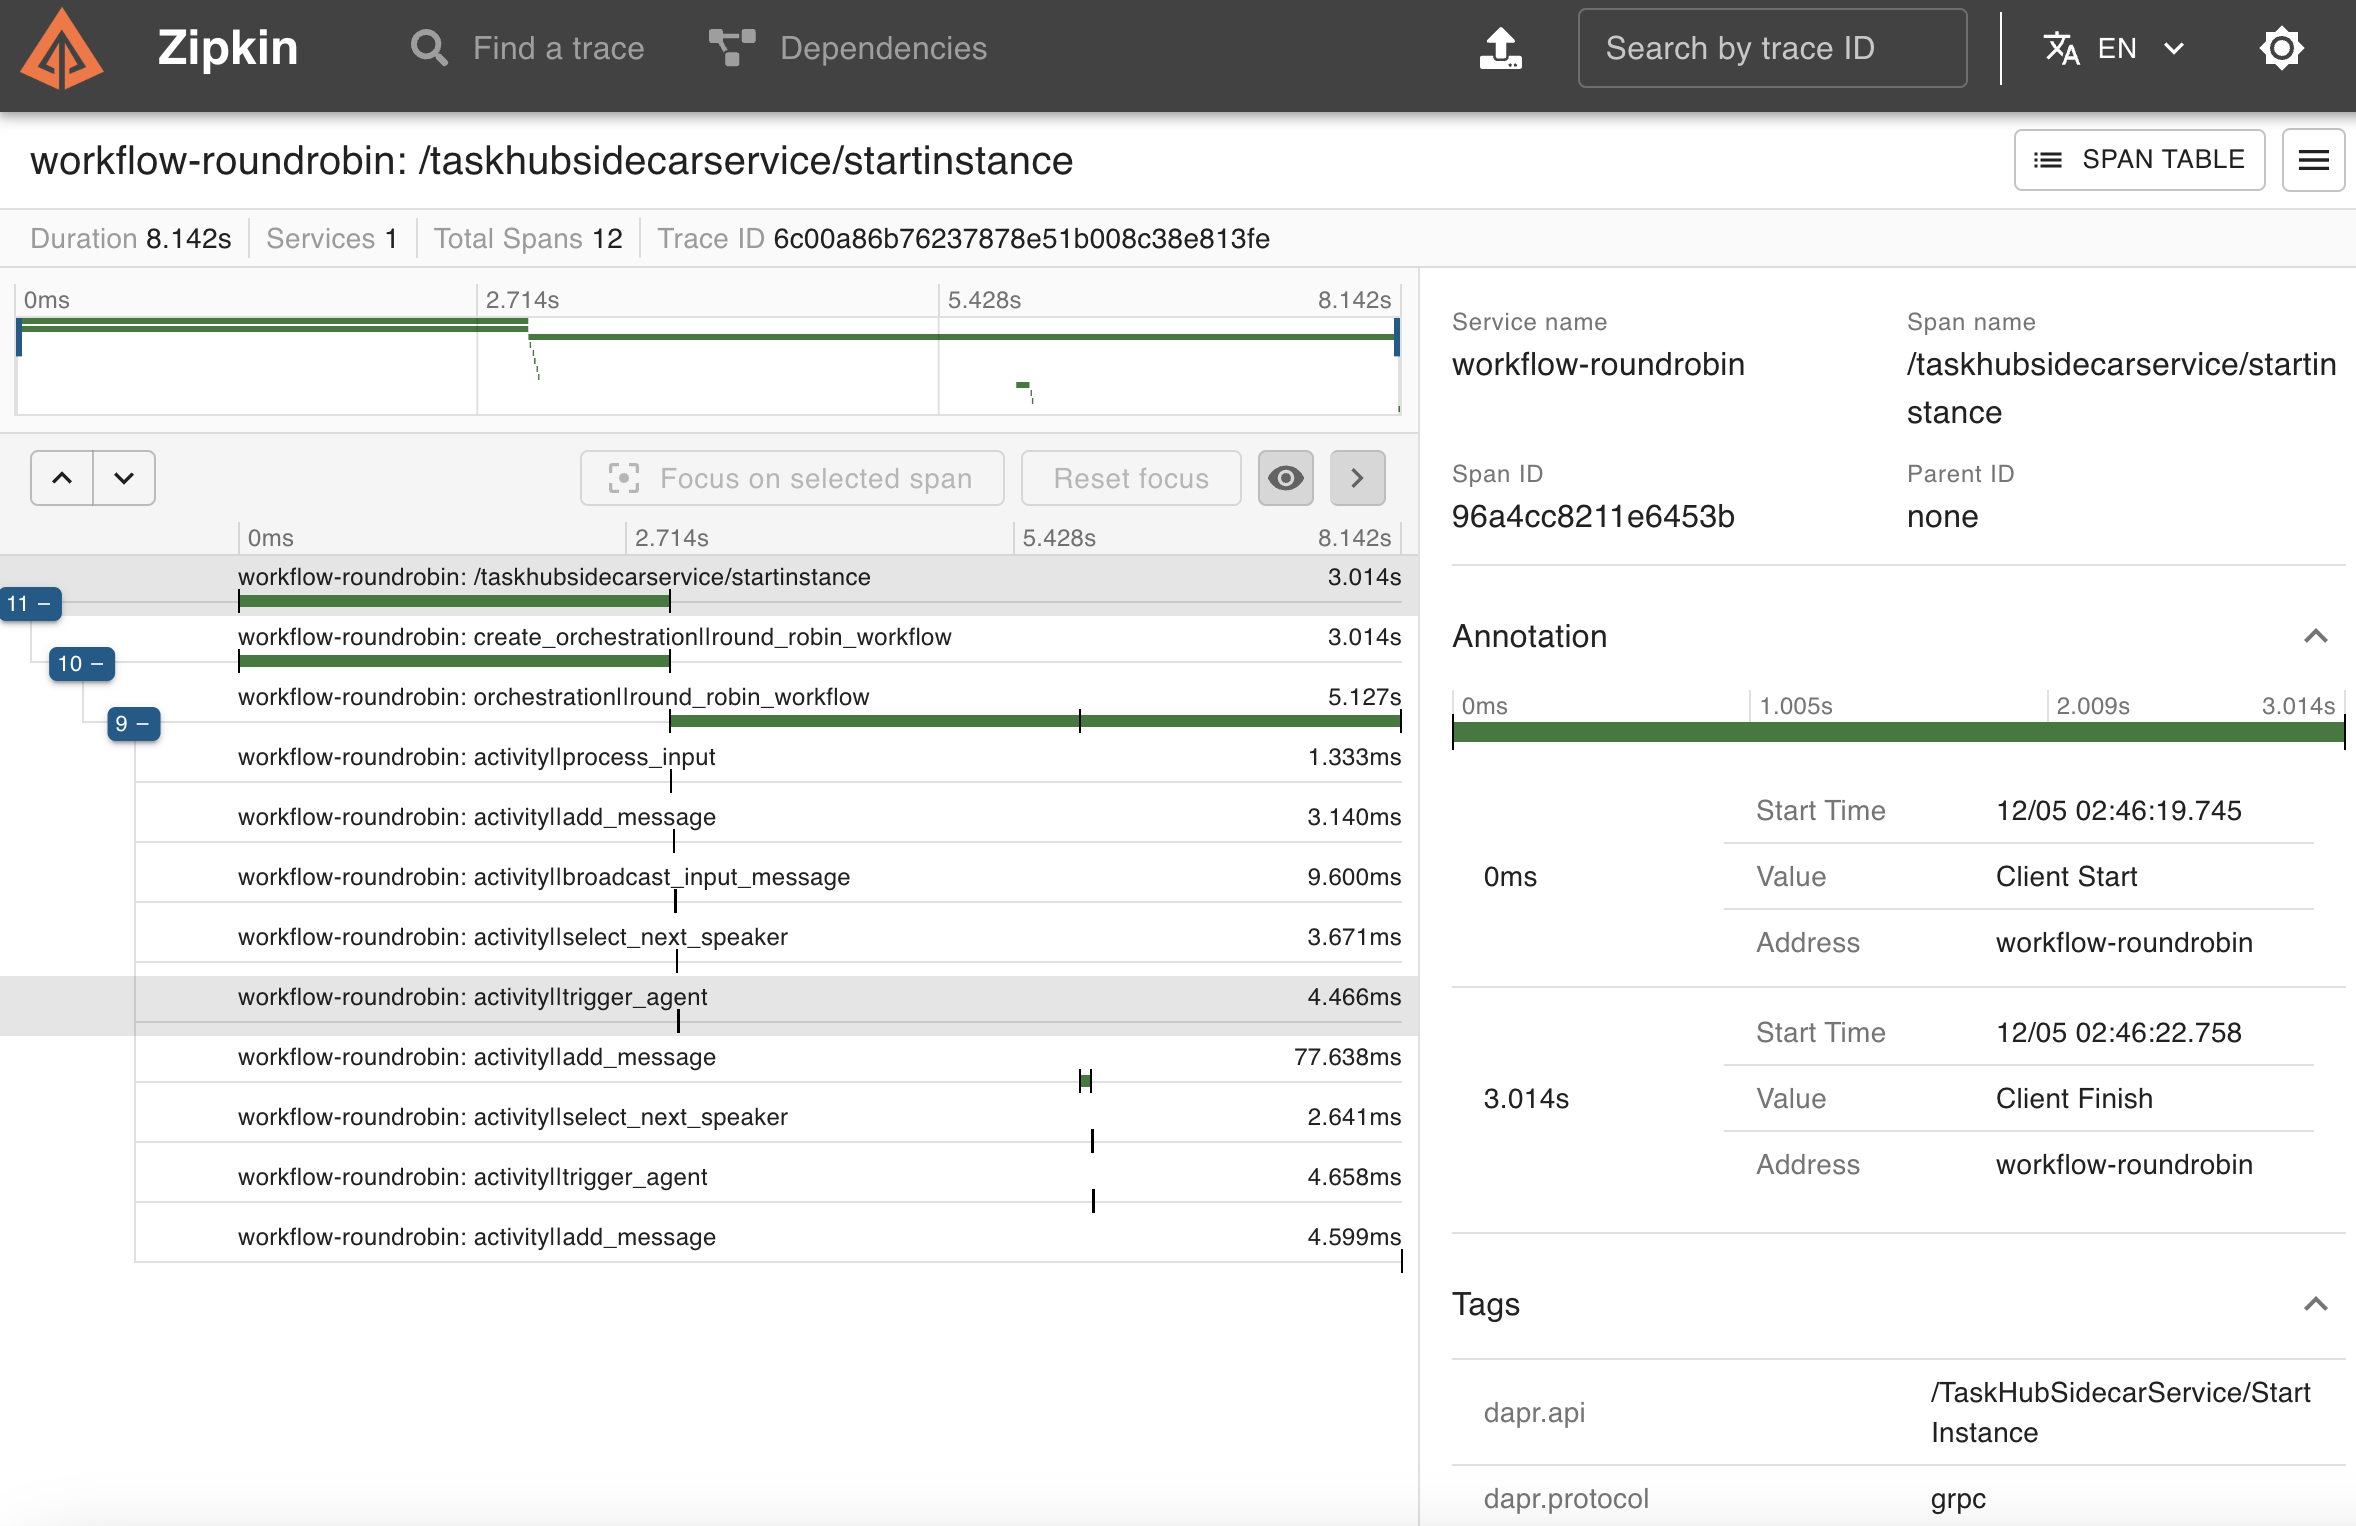 Zipkin
Find a trace
Dependencies
Search by trace ID
EN
workflow-roundrobin: /taskhubsidecarservice/startinstance
SPAN TABLE
Duration 8.142s
Services 1
Total Spans 12
Trace ID 6c00a86b76237878e51b008c38e813fe
0ms
2.714s
5.428s
8.142s
Focus on selected span
Reset focus
0ms
2.714s
5.428s
8.142s
workflow-roundrobin: /taskhubsidecarservice/startinstance 3.014s
11 –
workflow-roundrobin: create_orchestration||round_robin_workflow 3.014s
10 –
workflow-roundrobin: orchestration||round_robin_workflow 5.127s
9 –
workflow-roundrobin: activity||process_input 1.333ms
workflow-roundrobin: activity||add_message 3.140ms
workflow-roundrobin: activity||broadcast_input_message 9.600ms
workflow-roundrobin: activity||select_next_speaker 3.671ms
workflow-roundrobin: activity||trigger_agent 4.466ms
workflow-roundrobin: activity||add_message 77.638ms
workflow-roundrobin: activity||select_next_speaker 2.641ms
workflow-roundrobin: activity||trigger_agent 4.658ms
workflow-roundrobin: activity||add_message 4.599ms
Service name
workflow-roundrobin
Span name
/taskhubsidecarservice/startin
stance
Span ID
96a4cc8211e6453b
Parent ID
none
Annotation
0ms
1.005s
2.009s
3.014s
0ms
Start Time 12/05 02:46:19.745
Value Client Start
Address workflow-roundrobin
3.014s
Start Time 12/05 02:46:22.758
Value Client Finish
Address workflow-roundrobin
Tags
dapr.api
/TaskHubSidecarService/Start
Instance
dapr.protocol
grpc